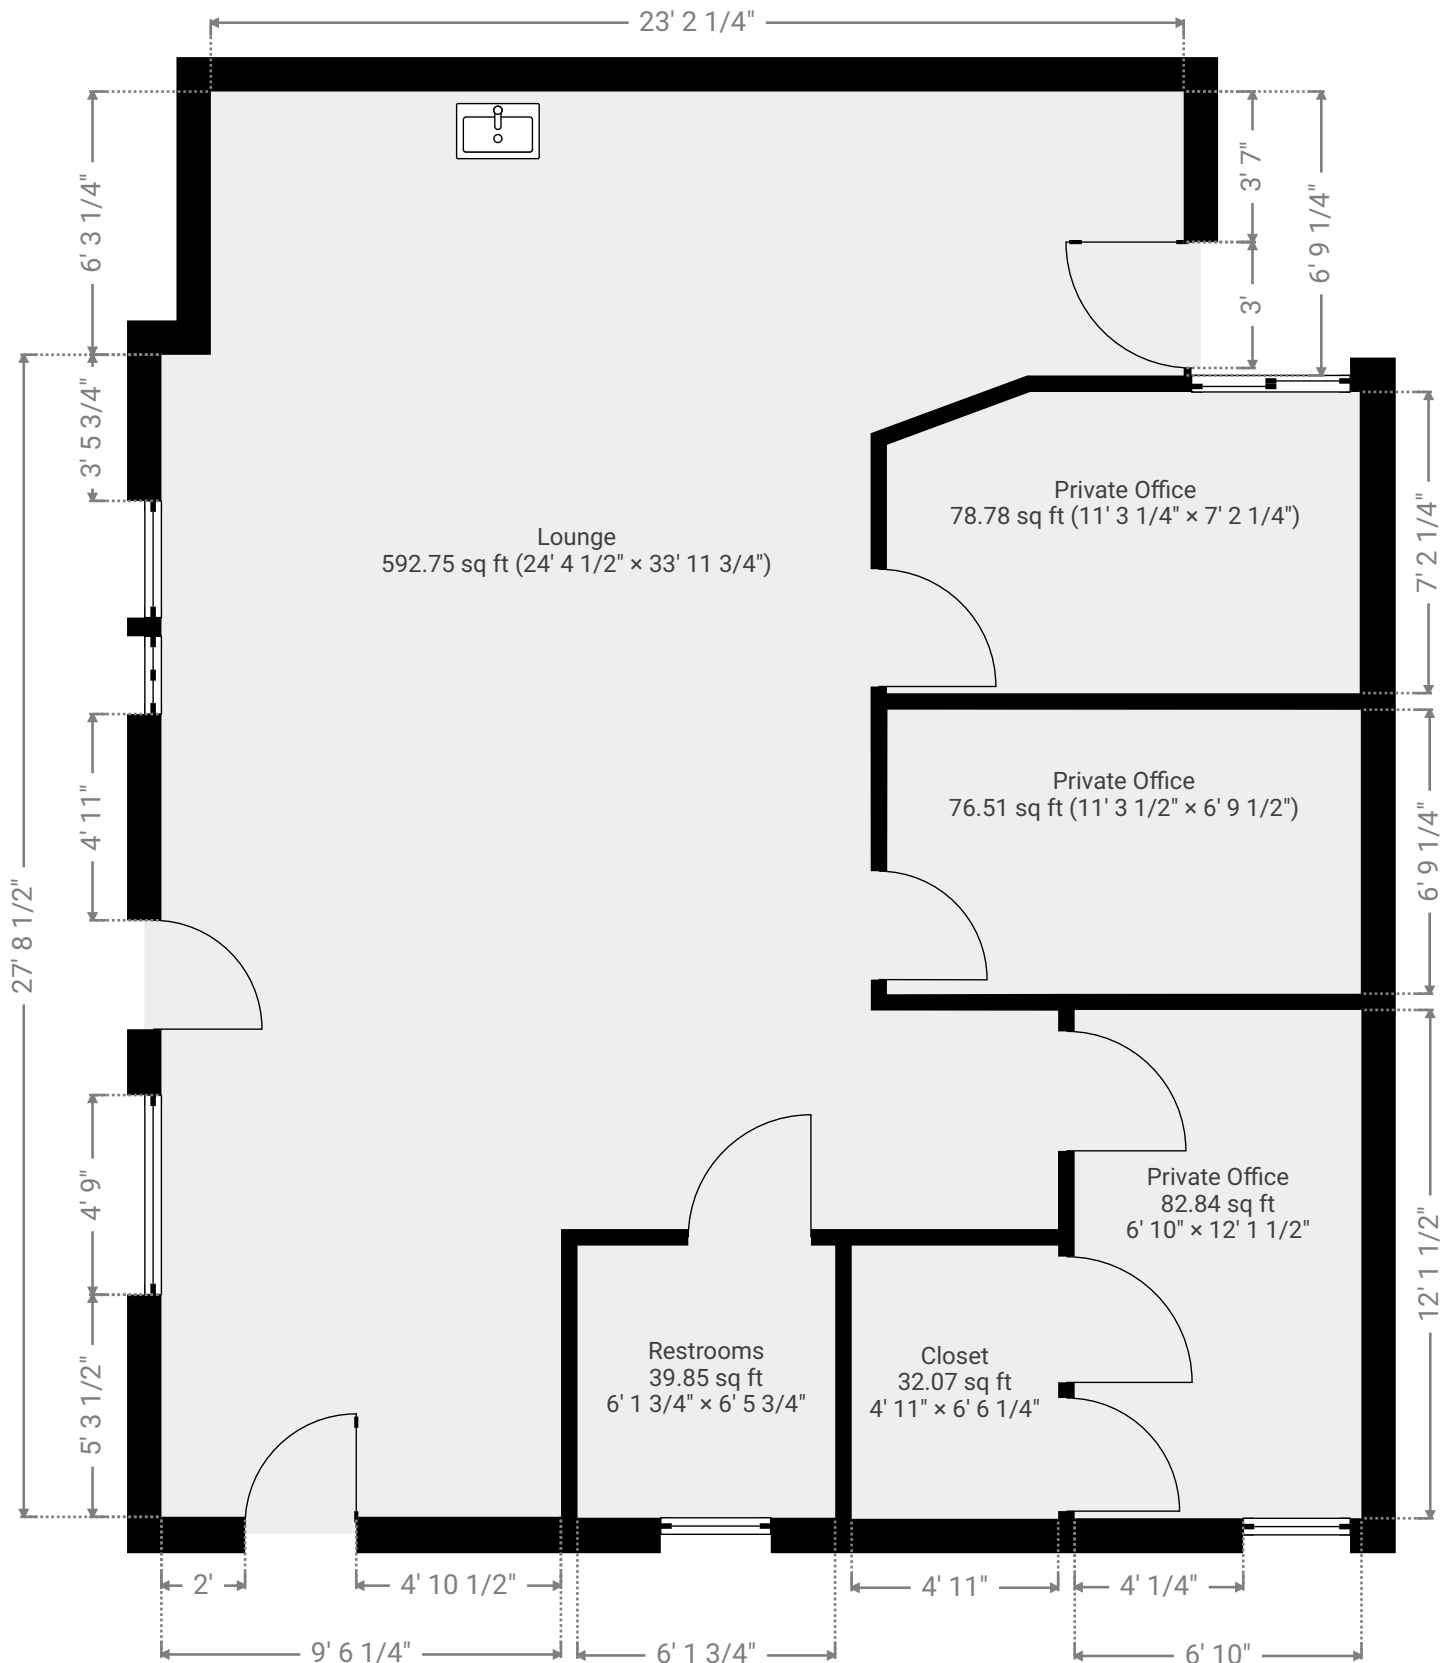 23' 2 1/4"
6' 3 1/4"
3' 7"
6' 9 1/4"
3'
3' 5 3/4"
Private Office
78.78 sq ft (11' 3 1/4" × 7' 2 1/4")
7' 2 1/4"
Lounge
592.75 sq ft (24' 4 1/2" × 33' 11 3/4")
Private Office
76.51 sq ft (11' 3 1/2" × 6' 9 1/2")
4' 11"
6' 9 1/4"
27' 8 1/2"
Private Office
82.84 sq ft
6' 10" × 12' 1 1/2"
4' 9"
12' 1 1/2"
Restrooms
39.85 sq ft
6' 1 3/4" × 6' 5 3/4"
Closet
32.07 sq ft
4' 11" × 6' 6 1/4"
5' 3 1/2"
2'
4' 10 1/2"
4' 11"
4' 1/4"
9' 6 1/4"
6' 1 3/4"
6' 10"